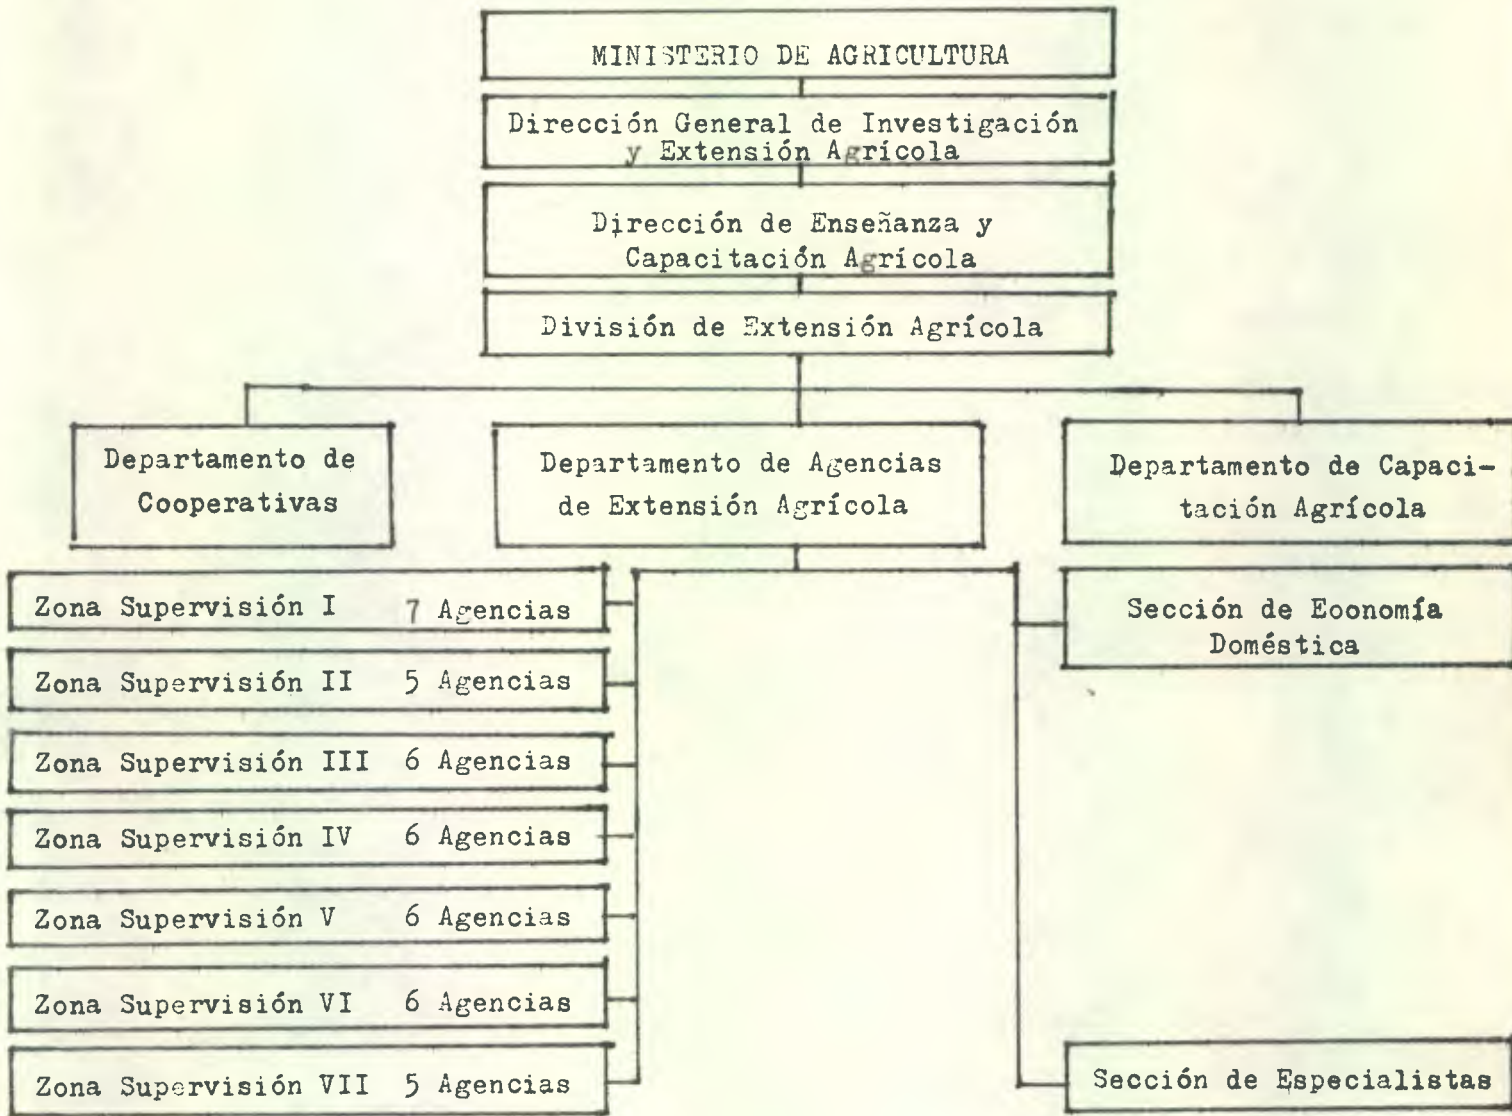 MINISTERIO DE AGRICULTURA
Dirección General de Investigación
y Extensión Agrícola
Dirección de Enseñanza y
Capacitación Agrícola
División de Extensión Agrícola
Departamento de
Cooperativas
Departamento de Agencias
de Extensión Agrícola
Departamento de Capaci-
tación Agrícola
Zona Supervisión I 7 Agencias
Zona Supervisión II 5 Agencias
Zona Supervisión III 6 Agencias
Zona Supervisión IV 6 Agencias
Zona Supervisión V 6 Agencias
Zona Supervisión VI 6 Agencias
Zona Supervisión VII 5 Agencias
Sección de Eoonomía
Doméstica
Sección de Especialistas